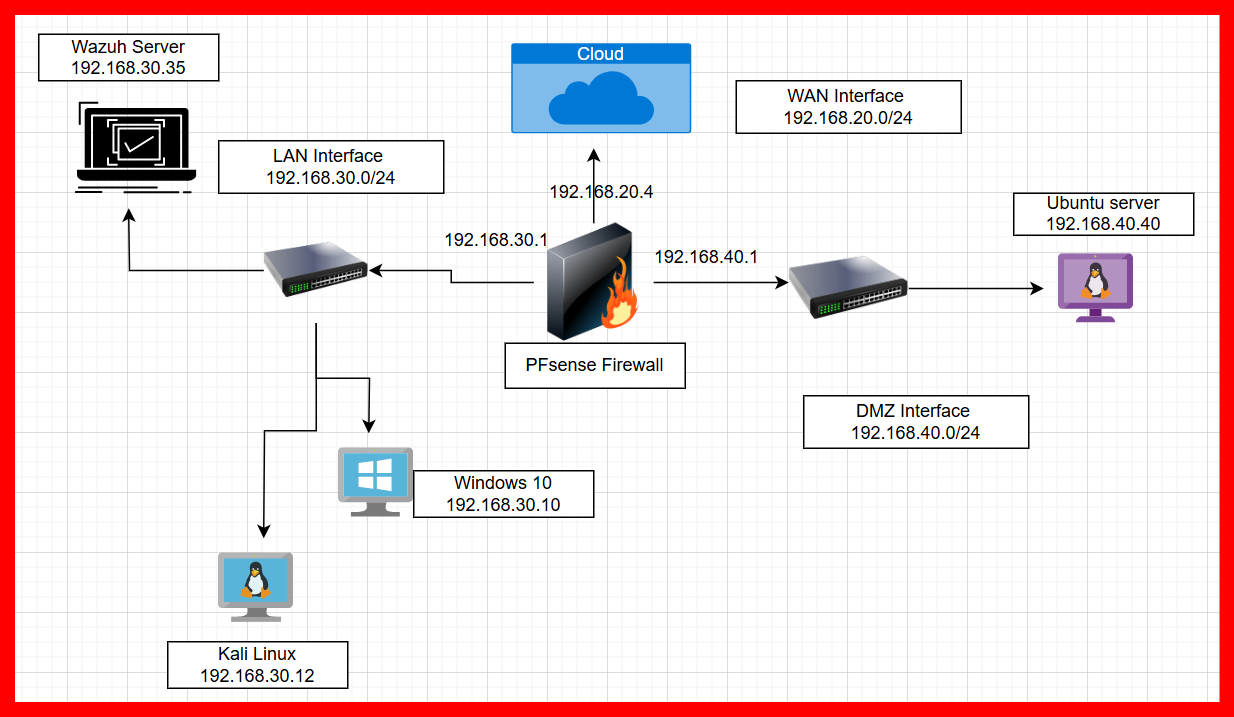 Wazuh Server
192.168.30.35
Cloud
WAN Interface
192.168.20.0/24
LAN Interface
192.168.30.0/24
192.168.20.4
Ubuntu server
192.168.40.40
192.168.30.1
192.168.40.1
PFsense Firewall
DMZ Interface
192.168.40.0/24
Windows 10
192.168.30.10
Kali Linux
192.168.30.12